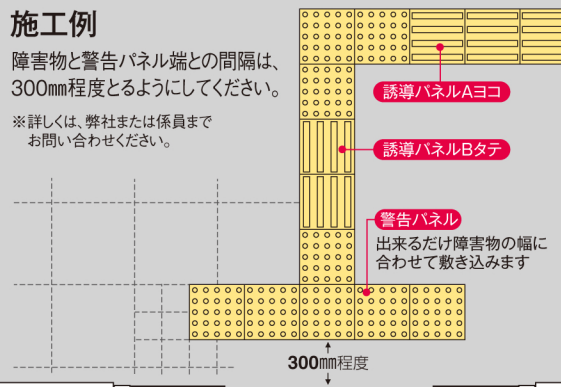 施工例
障害物と警告パネル端との間隔は、
300㎜程度とるようにしてください。
※詳しくは、弊社または係員まで
お問い合わせください。
誘導パネルAヨコ
誘導パネルBタテ
警告パネル
出来るだけ障害物の幅に
合わせて敷き込みます
300㎜程度